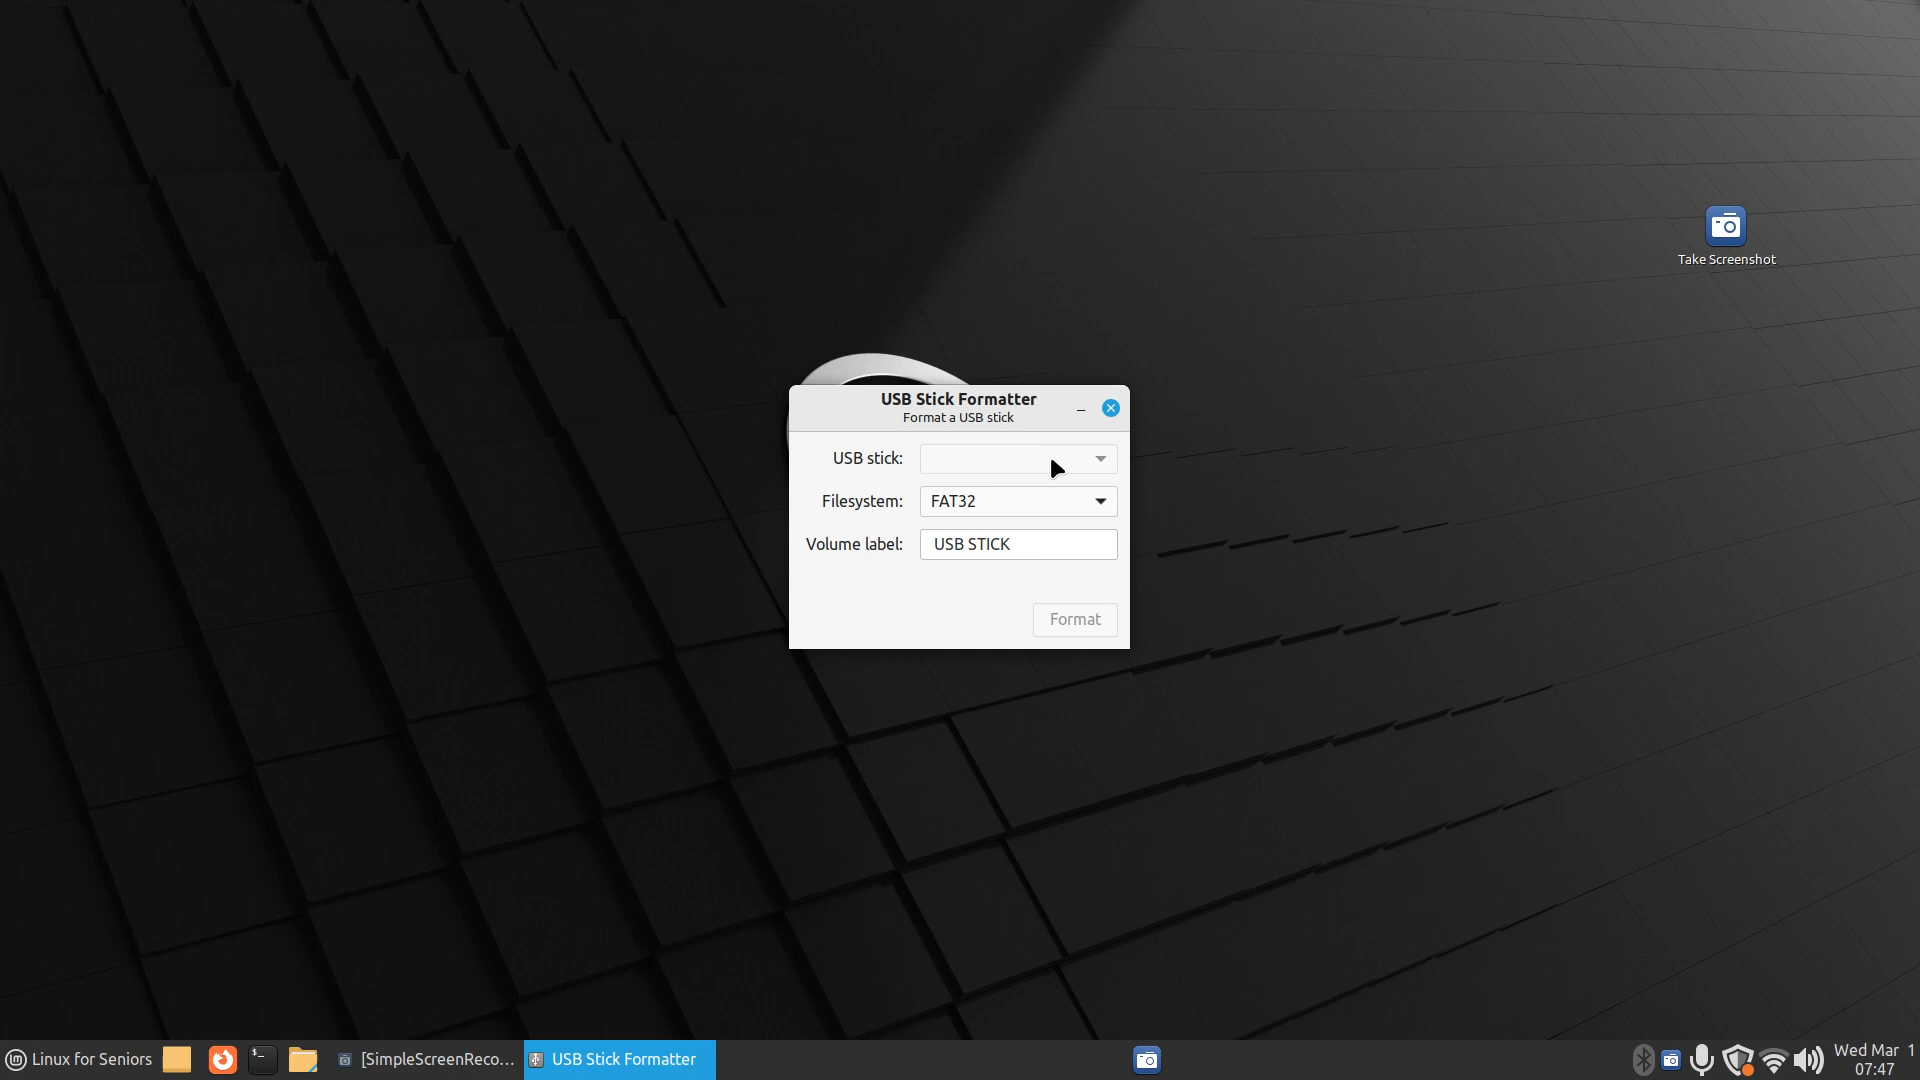 Take Screenshot
USB Stick Formatter
Format a USB stick
USB stick:
Filesystem: FAT32
Volume label: USB STICK
Format
Linux for Seniors
[SimpleScreenReco...
USB Stick Formatter
Wed Mar 1
07:47